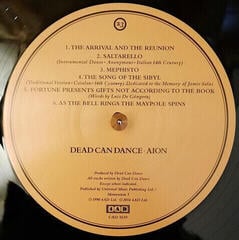 1. THE ARRIVAL AND THE REUNION
2. SALTARELLO
(Instrumental Dance • Anonymous • Italian 14th Century)
3. MEPHISTO
4. THE SONG OF THE SIBYL
(Traditional Version • Catalan • 16th Century) Dedicated to the Memory of Jamie Salas
5. FORTUNE PRESENTS GIFTS NOT ACCORDING TO THE BOOK
(Words by Luis De Góngora)
6. AS THE BELL RINGS THE MAYPOLE SPINS
DEAD CAN DANCE • AION
Produced by Dead Can Dance
All tracks written by Dead Can Dance
Except where indicated.
Published by Universal Music Publishing Ltd /
Momentum 3
4AD